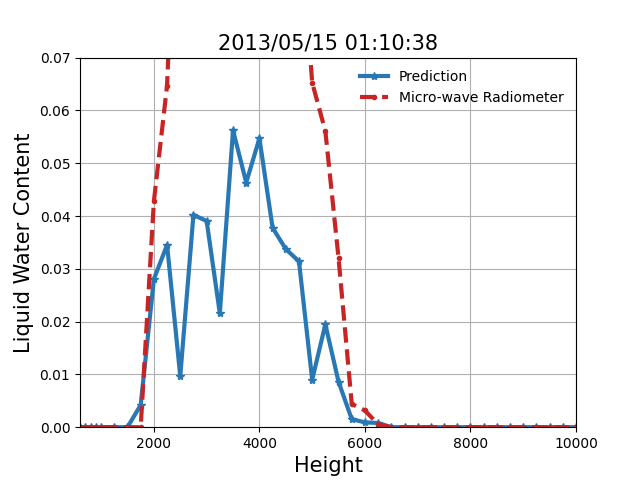 2013/05/15 01:10:38
Liquid Water Content
0.07
0.06
0.05
0.04
0.03
0.02
0.01
0.00
Prediction
Micro-wave Radiometer
2000 4000 6000 8000 10000
Height